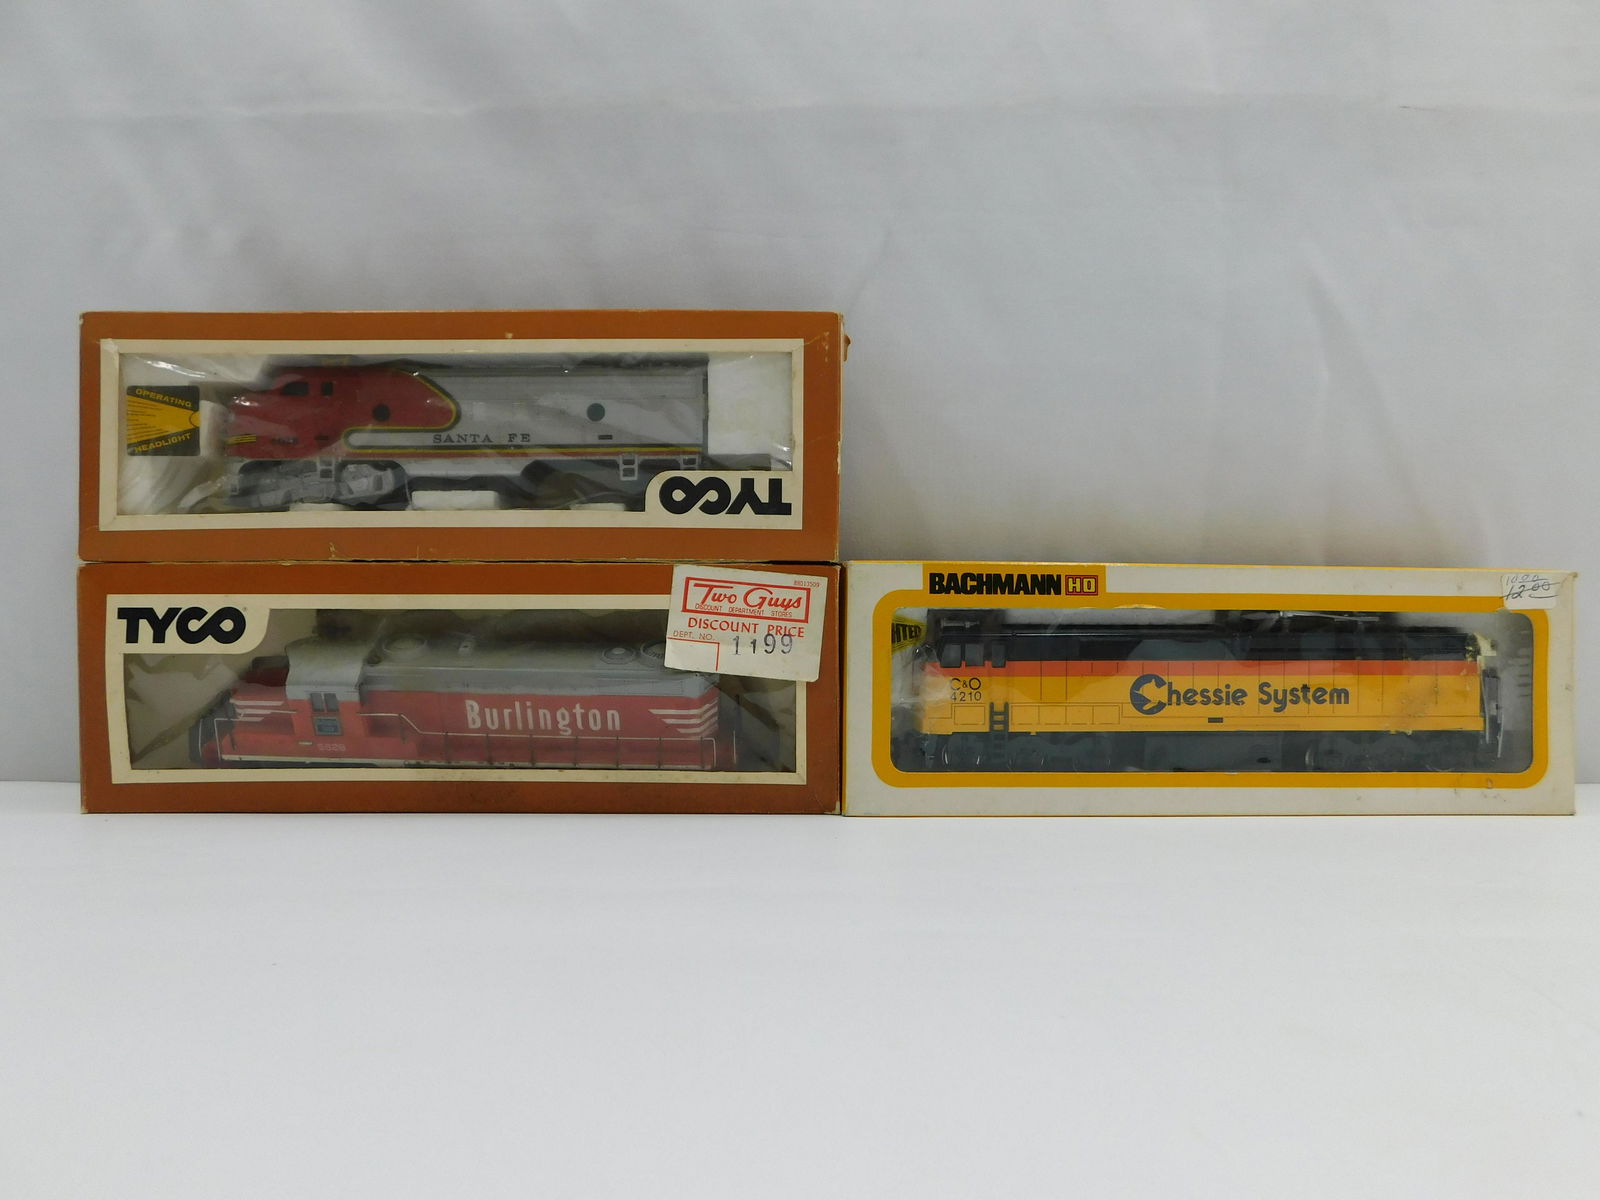 OPERATING
HEADLIGHT
SANTA FE
TYCO
TYCO
88013509
Two Guys
DISCOUNT DEPARTMENT STORES
DISCOUNT PRICE
DEPT. NO.
1199
Burlington
BACHMANN HO
12.00
C&O
4210
Chessie System